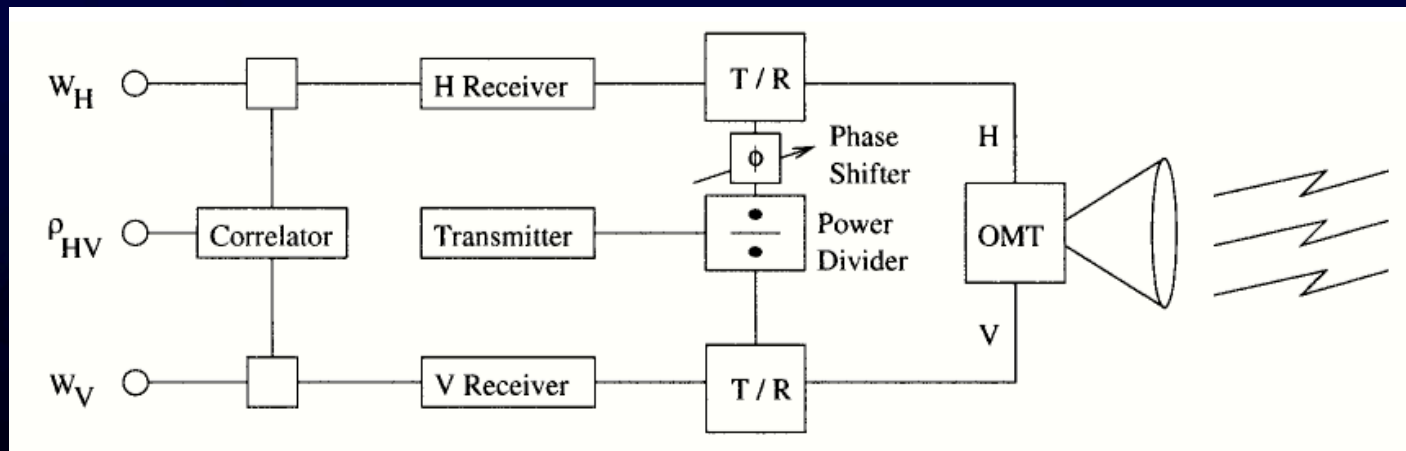 W_H
H Receiver
T / R
H
ϕ
Phase
Shifter
ρ_HV
Correlator
Transmitter
Power
Divider
OMT
V
W_V
V Receiver
T / R